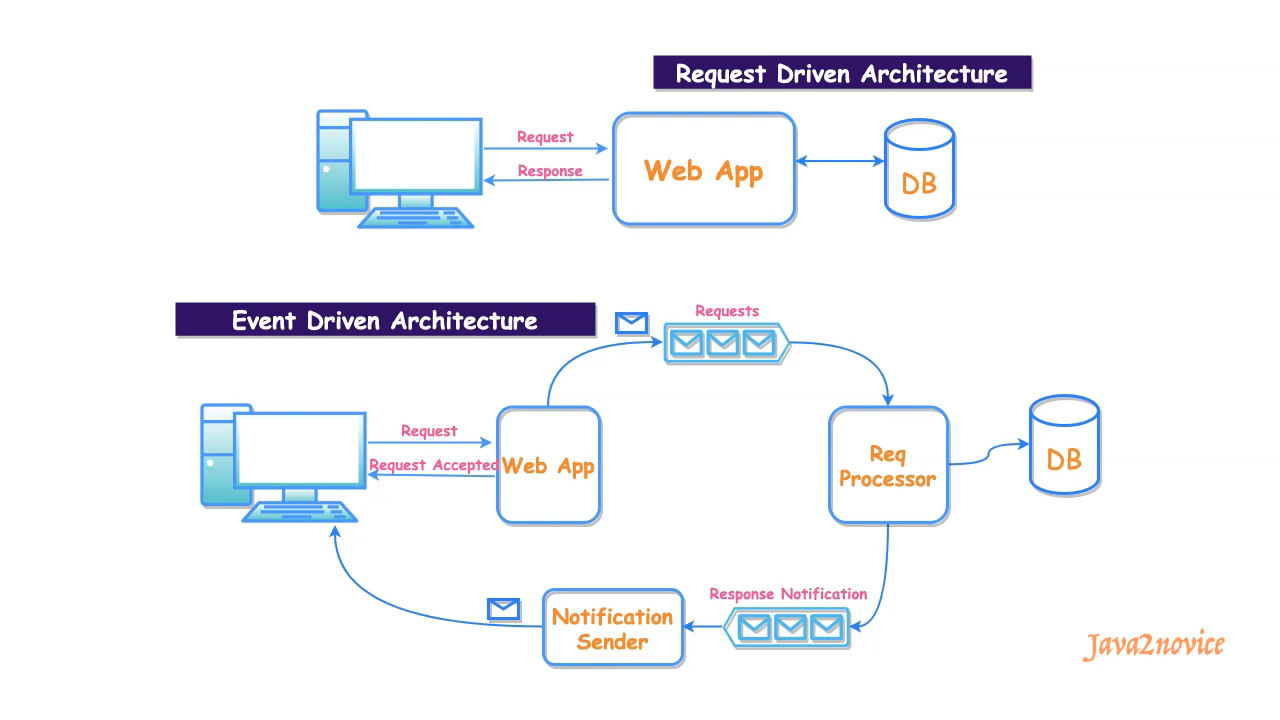 Request Driven Architecture
Request
Response
Web App
DB
Event Driven Architecture
Requests
Request
Request Accepted
Web App
Req
Processor
DB
Response Notification
Notification
Sender
Java2novice